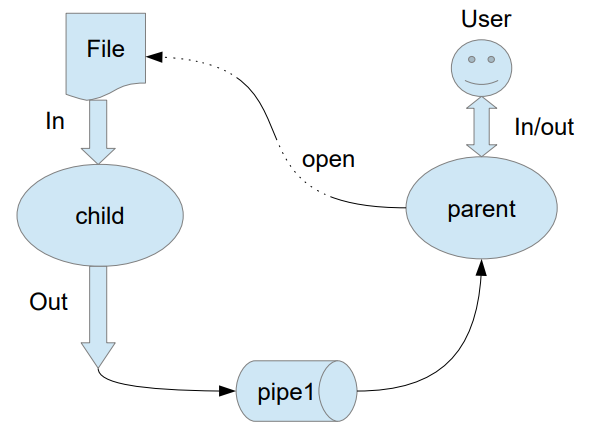 User
File
In
In/out
open
child
parent
Out
pipe1